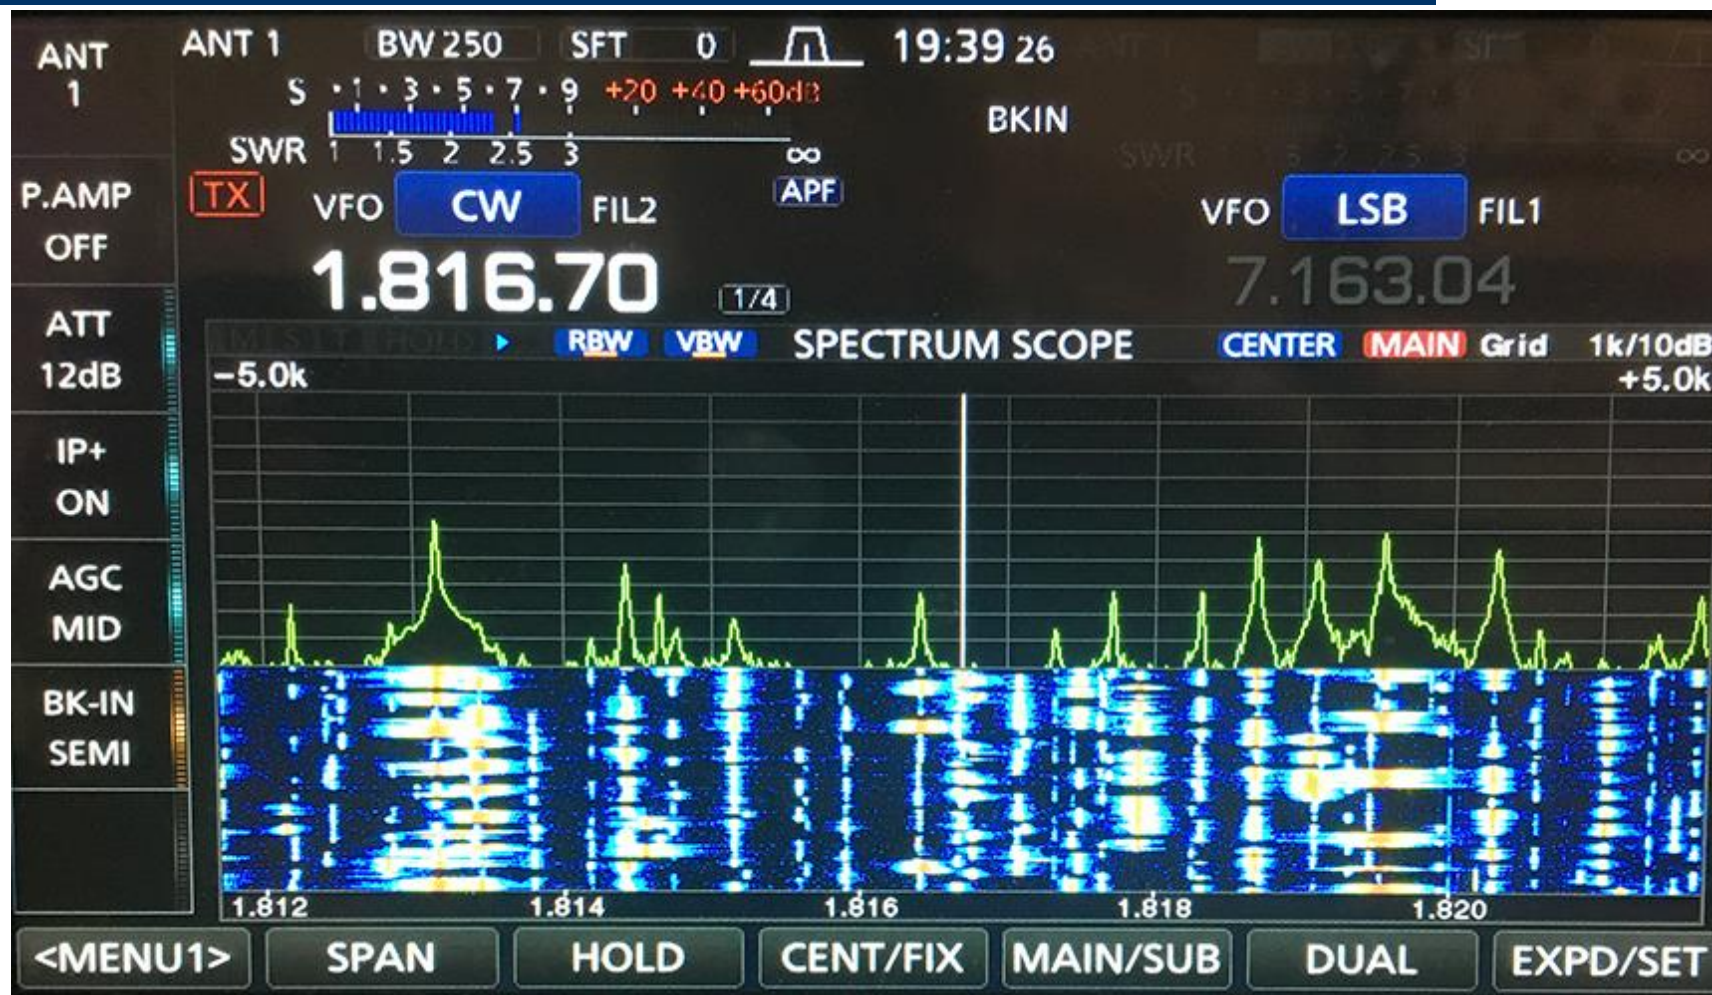 ANT
1
ANT 1 BW 250 SFT 0 19:39 26
S 1 3 5 7 9 +20 +40 +60dB
BKIN
SWR 1 1.5 2 2.5 3 ∞
P.AMP
OFF
TX VFO CW FIL2 APF
1.816.70 1/4
VFO LSB FIL1
7.163.04
ATT
12dB
RBW VBW SPECTRUM SCOPE CENTER MAIN Grid 1k/10dB
-5.0k +5.0k
IP+
ON
AGC
MID
BK-IN
SEMI
1.812 1.814 1.816 1.818 1.820
<MENU1> SPAN HOLD CENT/FIX MAIN/SUB DUAL EXPD/SET